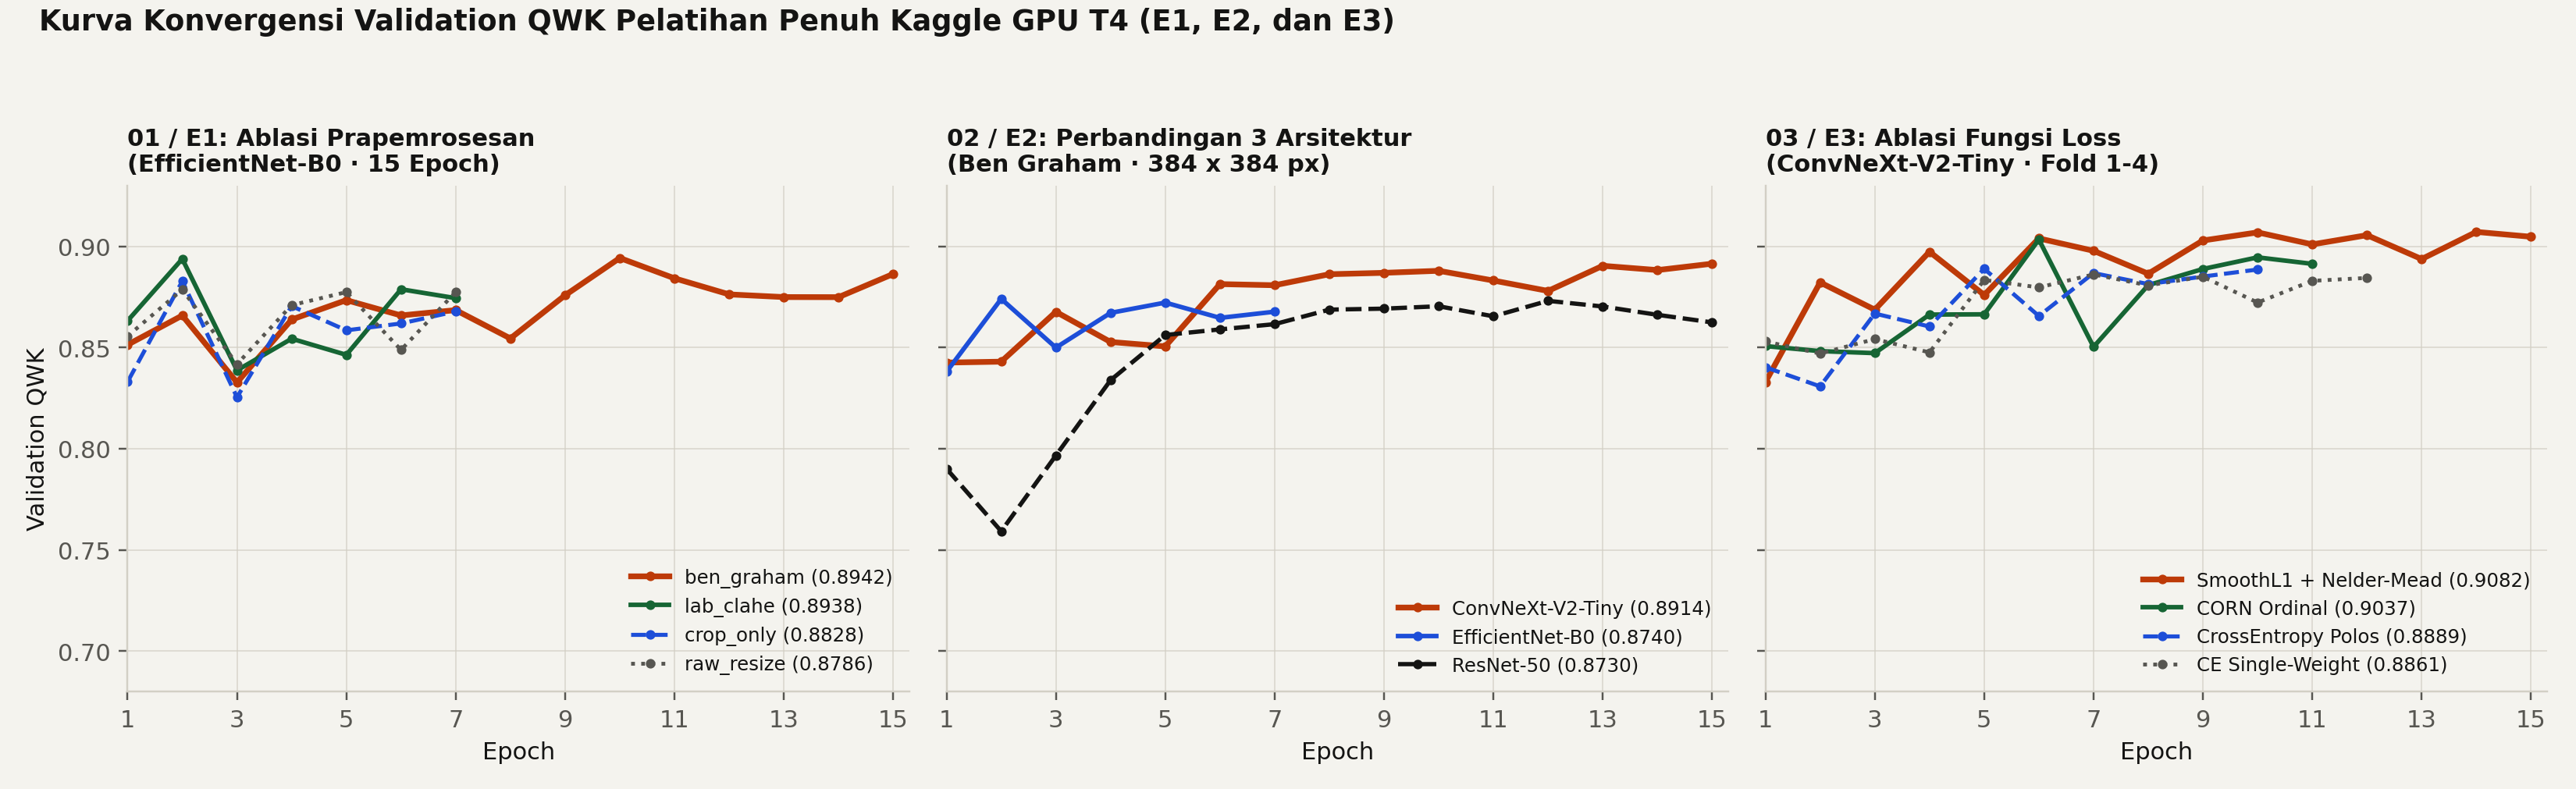 Kurva Konvergensi Validation QWK Pelatihan Penuh Kaggle GPU T4 (E1, E2, dan E3)
01 / E1: Ablasi Prapemrosesan
(EfficientNet-B0 · 15 Epoch)
Validation QWK
0.90
0.85
0.80
0.75
0.70
ben_graham (0.8942)
lab_clahe (0.8938)
crop_only (0.8828)
raw_resize (0.8786)
1 3 5 7 9 11 13 15
Epoch
02 / E2: Perbandingan 3 Arsitektur
(Ben Graham · 384 x 384 px)
ConvNeXt-V2-Tiny (0.8914)
EfficientNet-B0 (0.8740)
ResNet-50 (0.8730)
1 3 5 7 9 11 13 15
Epoch
03 / E3: Ablasi Fungsi Loss
(ConvNeXt-V2-Tiny · Fold 1-4)
SmoothL1 + Nelder-Mead (0.9082)
CORN Ordinal (0.9037)
CrossEntropy Polos (0.8889)
CE Single-Weight (0.8861)
1 3 5 7 9 11 13 15
Epoch